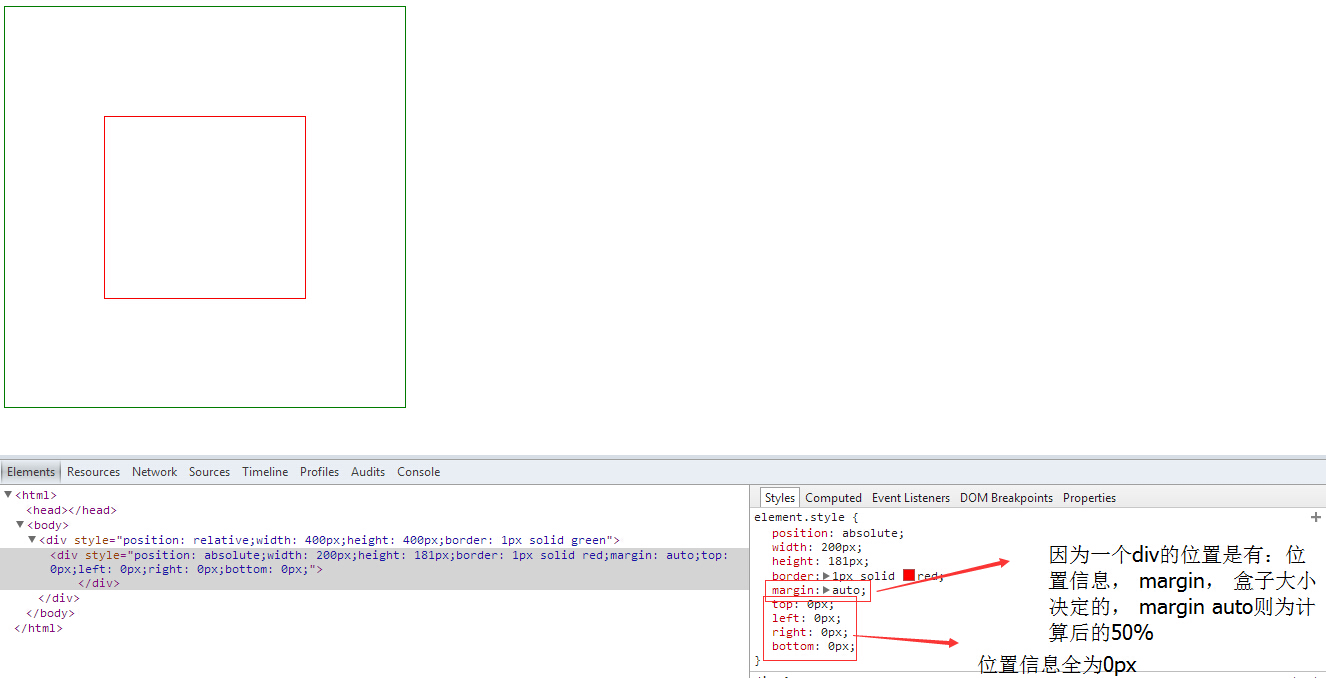 Elements Resources Network Sources Timeline Profiles Audits Console
▼<html>
<head></head>
▼<body>
▼<div style="position: relative;width: 400px;height: 400px;border: 1px solid green">
<div style="position: absolute;width: 200px;height: 181px;border: 1px solid red;margin: auto;top:
0px;left: 0px;right: 0px;bottom: 0px;">
</div>
</div>
</body>
</html>
Styles Computed Event Listeners DOM Breakpoints Properties
element.style {
position: absolute;
width: 200px;
height: 181px;
border:▶1px solid red;
margin:▶auto;
top: 0px;
left: 0px;
right: 0px;
bottom: 0px;
}
因为一个div的位置是有：位
置信息， margin， 盒子大小
决定的， margin auto则为计
算后的50%
位置信息全为0px